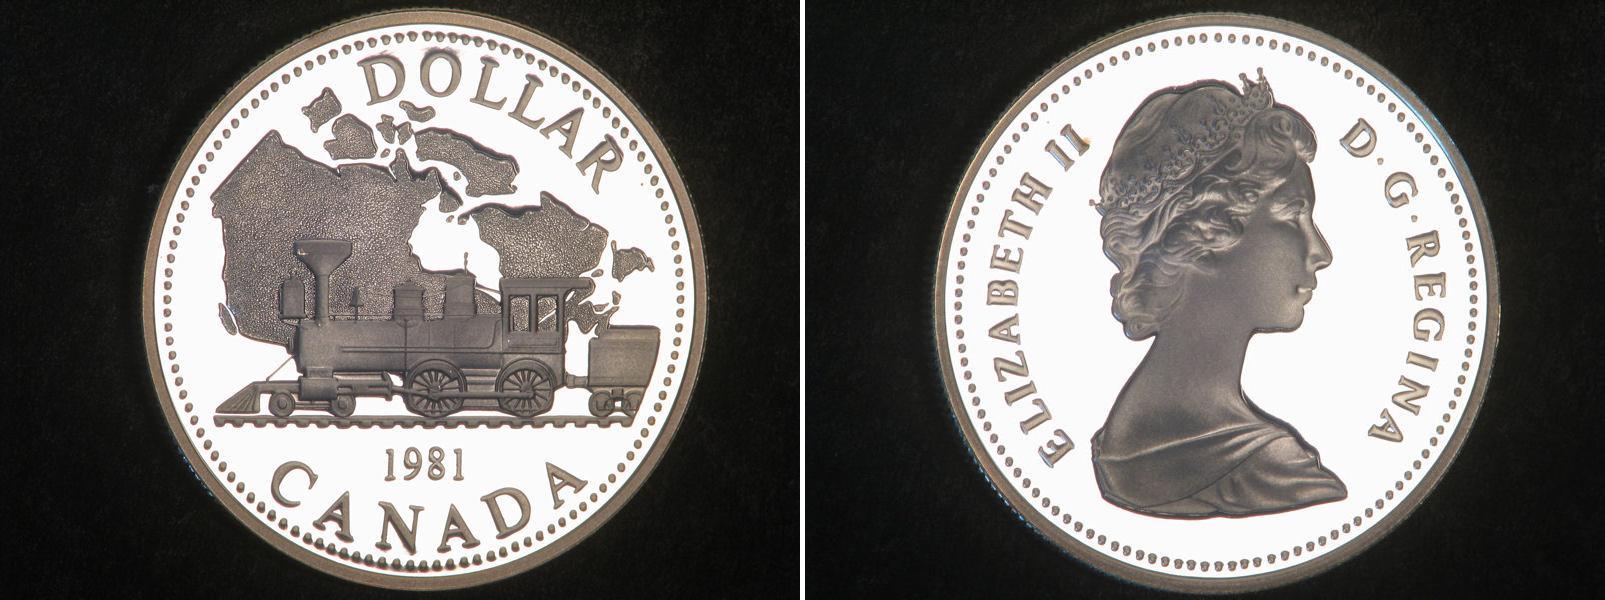 DOLLAR
1981
CANADA
ELIZABETH II
D·G·REGINA